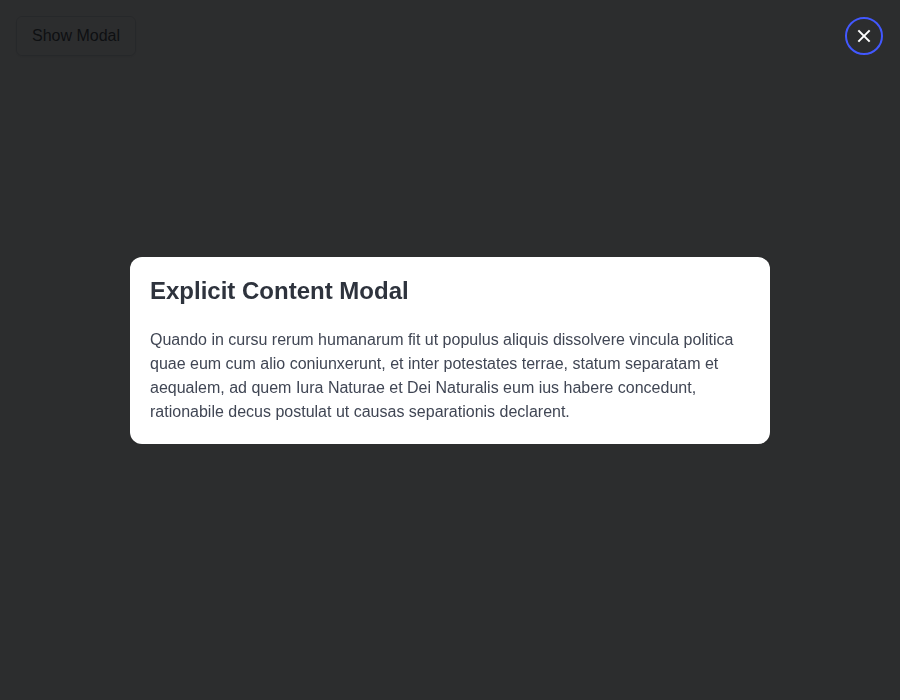 Show Modal
Explicit Content Modal
Quando in cursu rerum humanarum fit ut populus aliquis dissolvere vincula politica
quae eum cum alio coniunxerunt, et inter potestates terrae, statum separatam et
aequalem, ad quem Iura Naturae et Dei Naturalis eum ius habere concedunt,
rationabile decus postulat ut causas separationis declarent.